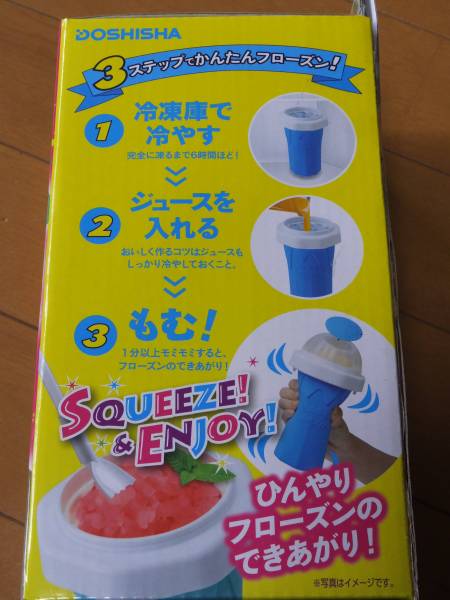 DOSHISHA
3ステップでかんたんフローズン!
1
冷凍庫で
冷やす
完全に凍るまで6時間ほど!
2
ジュースを
入れる
おいしく作るコツはジュースも
しっかり冷やしておくこと。
3
もむ!
1分以上モミモミすると、
フローズンのできあがり!
SQUEEZE!
& ENJOY!
ひんやり
フローズンの
できあがり!
※写真はイメージです。